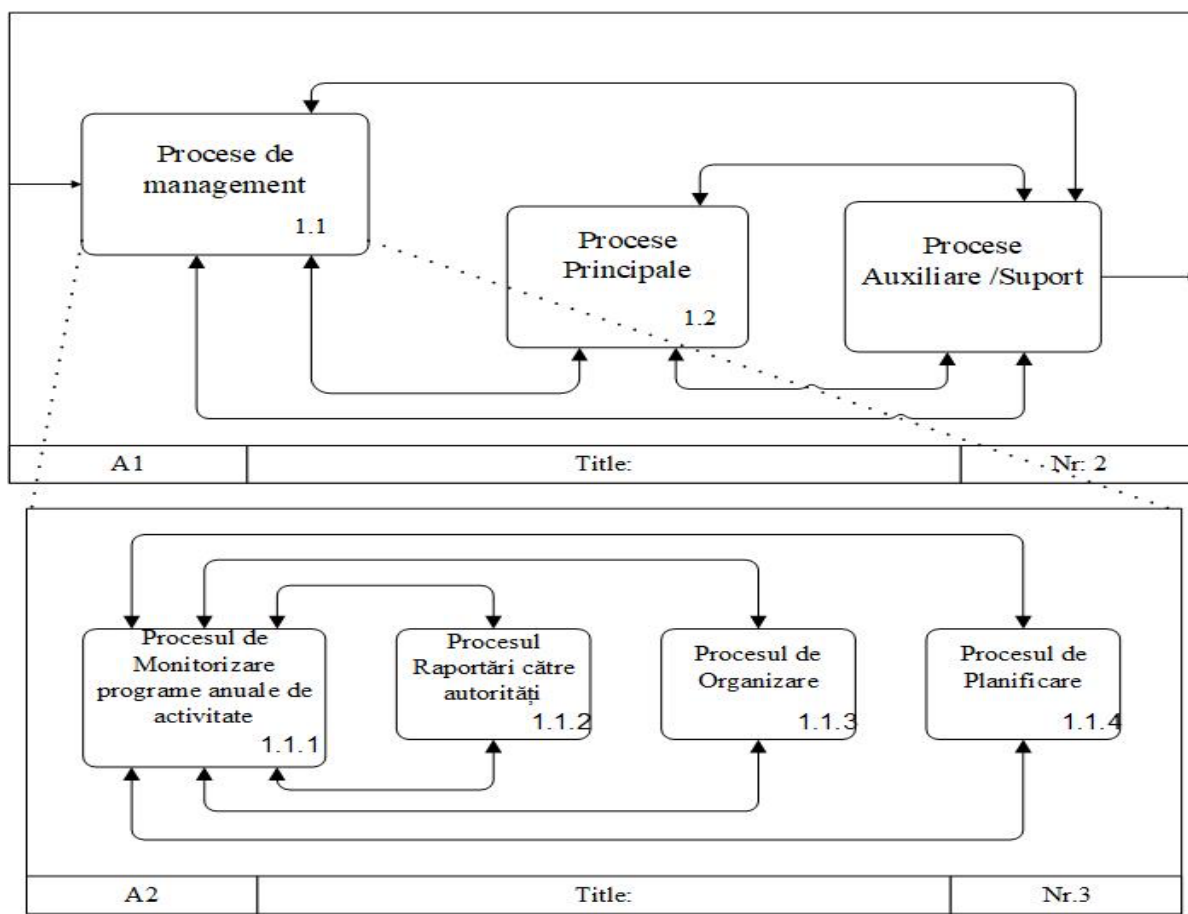 Procese de
management
1.1
Procese
Principale
1.2
Procese
Auxiliare /Suport
A1
Title:
Nr: 2
Procesul de
Monitorizare
programe anuale de
activitate
1.1.1
Procesul
Raportări către
autorități
1.1.2
Procesul de
Organizare
1.1.3
Procesul de
Planificare
1.1.4
A2
Title:
Nr.3